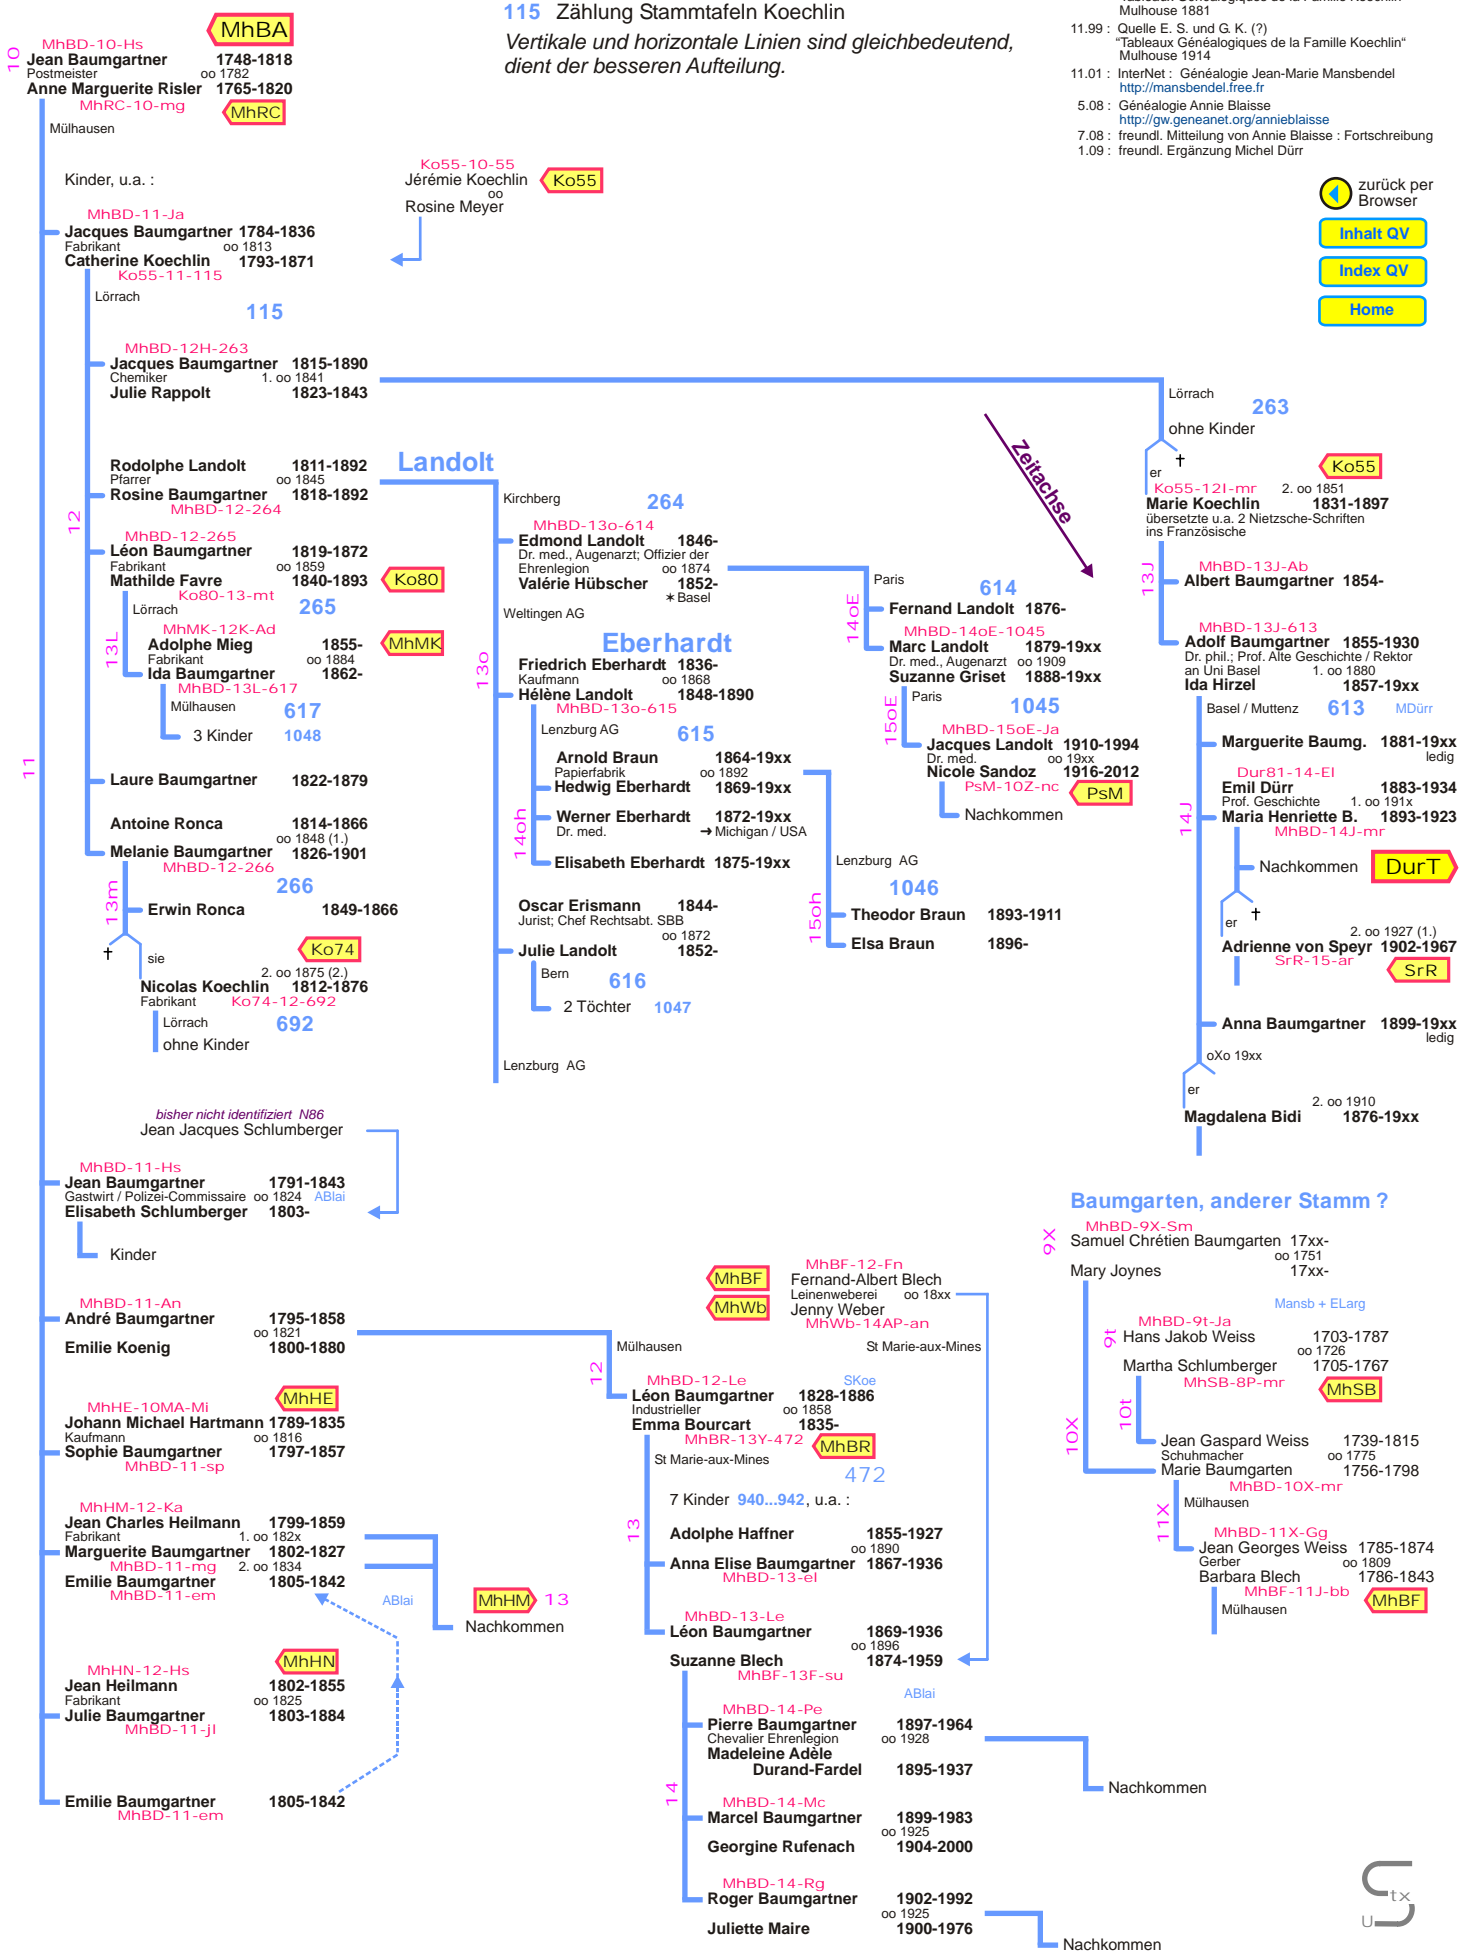 MhBA
115 Zählung Stammtafeln Koechlin
Vertikale und horizontale Linien sind gleichbedeutend,
dient der besseren Aufteilung.
Mulhouse 1881
11.99 : Quelle E. S. und G. K. (?)
"Tableaux Généalogiques de la Famille Koechlin"
Mulhouse 1914
11.01 : InterNet : Généalogie Jean-Marie Mansbendel
http://mansbendel.free.fr
5.08 : Généalogie Annie Blaisse
http://gw.geneanet.org/annieblaisse
7.08 : freundl. Mitteilung von Annie Blaisse : Fortschreibung
1.09 : freundl. Ergänzung Michel Dürr
zurück per
Browser
Inhalt QV
Index QV
Home
10
MhBD-10-Hs
Jean Baumgartner 1748-1818
Postmeister oo 1782
Anne Marguerite Risler 1765-1820
MhRC-10-mg
MhRC
Mülhausen
Kinder, u.a. :
Ko55-10-55
Jérémie Koechlin
Ko55
oo
Rosine Meyer
11
MhBD-11-Ja
Jacques Baumgartner 1784-1836
Fabrikant oo 1813
Catherine Koechlin 1793-1871
Ko55-11-115
Lörrach
115
12
MhBD-12H-263
Jacques Baumgartner 1815-1890
Chemiker 1. oo 1841
Julie Rappolt 1823-1843
Rodolphe Landolt 1811-1892
Pfarrer oo 1845
Rosine Baumgartner 1818-1892
MhBD-12-264
MhBD-12-265
Léon Baumgartner 1819-1872
Fabrikant oo 1859
Mathilde Favre 1840-1893
Ko80
Ko80-13-mt
Lörrach
265
13L
MhMK-12K-Ad
Adolphe Mieg 1855-
MhMK
Fabrikant oo 1884
Ida Baumgartner 1862-
MhBD-13L-617
Mülhausen
617
3 Kinder 1048
Laure Baumgartner 1822-1879
Antoine Ronca 1814-1866
oo 1848 (1.)
Melanie Baumgartner 1826-1901
MhBD-12-266
266
13m
Erwin Ronca 1849-1866
†
sie
Ko74
2. oo 1875 (2.)
Nicolas Koechlin 1812-1876
Fabrikant Ko74-12-692
Lörrach
692
ohne Kinder
Landolt
Kirchberg
264
13o
MhBD-13o-614
Edmond Landolt 1846-
Dr. med., Augenarzt; Offizier der
Ehrenlegion oo 1874
Valérie Hübscher 1852-
✶ Basel
Weltingen AG
Eberhardt
Friedrich Eberhardt 1836-
Kaufmann oo 1868
Hélène Landolt 1848-1890
MhBD-13o-615
Lenzburg AG
615
14oh
Arnold Braun 1864-19xx
Papierfabrik oo 1892
Hedwig Eberhardt 1869-19xx
Werner Eberhardt 1872-19xx
Dr. med. → Michigan / USA
Elisabeth Eberhardt 1875-19xx
Oscar Erismann 1844-
Jurist; Chef Rechtsabt. SBB
oo 1872
Julie Landolt 1852-
Bern
616
2 Töchter 1047
Lenzburg AG
Lenzburg AG
1046
15oh
Theodor Braun 1893-1911
Elsa Braun 1896-
Paris
614
14oE
Fernand Landolt 1876-
MhBD-14oE-1045
Marc Landolt 1879-19xx
Dr. med., Augenarzt oo 1909
Suzanne Griset 1888-19xx
Paris
1045
15oE
MhBD-15oE-Ja
Jacques Landolt 1910-1994
Dr. med. oo 19xx
Nicole Sandoz 1916-2012
PsM-10Z-nc
PsM
Nachkommen
Zeitachse
Lörrach
263
ohne Kinder
†
er
Ko55
Ko55-12I-mr 2. oo 1851
Marie Koechlin 1831-1897
übersetzte u.a. 2 Nietzsche-Schriften
ins Französische
13J
MhBD-13J-Ab
Albert Baumgartner 1854-
MhBD-13J-613
Adolf Baumgartner 1855-1930
Dr. phil.; Prof. Alte Geschichte / Rektor
an Uni Basel 1. oo 1880
Ida Hirzel 1857-19xx
Basel / Muttenz 613 MDürr
14J
Marguerite Baumg. 1881-19xx
ledig
Dur81-14-El
Emil Dürr 1883-1934
Prof. Geschichte 1. oo 191x
Maria Henriette B. 1893-1923
MhBD-14J-mr
Nachkommen
DurT
†
er
2. oo 1927 (1.)
Adrienne von Speyr 1902-1967
SrR-15-ar
SrR
Anna Baumgartner 1899-19xx
ledig
oXo 19xx
er
2. oo 1910
Magdalena Bidi 1876-19xx
bisher nicht identifiziert N86
Jean Jacques Schlumberger
MhBD-11-Hs
Jean Baumgartner 1791-1843
Gastwirt / Polizei-Commissaire oo 1824 ABlai
Elisabeth Schlumberger 1803-
Kinder
MhBD-11-An
André Baumgartner 1795-1858
oo 1821
Emilie Koenig 1800-1880
MhHE
MhHE-10MA-Mi
Johann Michael Hartmann 1789-1835
Kaufmann oo 1816
Sophie Baumgartner 1797-1857
MhBD-11-sp
MhHM-12-Ka
Jean Charles Heilmann 1799-1859
Fabrikant 1. oo 182x
Marguerite Baumgartner 1802-1827
MhBD-11-mg 2. oo 1834
Emilie Baumgartner 1805-1842
MhBD-11-em
ABlai
MhHM 13
Nachkommen
MhHN
MhHN-12-Hs
Jean Heilmann 1802-1855
Fabrikant oo 1825
Julie Baumgartner 1803-1884
MhBD-11-jl
Emilie Baumgartner 1805-1842
MhBD-11-em
MhBF
MhWb
MhBF-12-Fn
Fernand-Albert Blech
Leinenweberei oo 18xx
Jenny Weber
MhWb-14AP-an
St Marie-aux-Mines
Mülhausen
12
MhBD-12-Le SKoe
Léon Baumgartner 1828-1886
Industrieller oo 1858
Emma Bourcart 1835-
MhBR-13Y-472
MhBR
St Marie-aux-Mines
472
7 Kinder 940...942, u.a. :
13
Adolphe Haffner 1855-1927
oo 1890
Anna Elise Baumgartner 1867-1936
MhBD-13-el
MhBD-13-Le
Léon Baumgartner 1869-1936
oo 1896
Suzanne Blech 1874-1959
MhBF-13F-su
ABlai
14
MhBD-14-Pe
Pierre Baumgartner 1897-1964
Chevalier Ehrenlegion oo 1928
Madeleine Adèle
Durand-Fardel 1895-1937
Nachkommen
MhBD-14-Mc
Marcel Baumgartner 1899-1983
oo 1925
Georgine Rufenach 1904-2000
MhBD-14-Rg
Roger Baumgartner 1902-1992
oo 1925
Juliette Maire 1900-1976
Nachkommen
Baumgarten, anderer Stamm ?
9X
MhBD-9X-Sm
Samuel Chrétien Baumgarten 17xx-
oo 1751
Mary Joynes 17xx-
Mansb + ELarg
9t
MhBD-9t-Ja
Hans Jakob Weiss 1703-1787
oo 1726
Martha Schlumberger 1705-1767
MhSB-8P-mr
MhSB
10X
10t
Jean Gaspard Weiss 1739-1815
Schuhmacher oo 1775
Marie Baumgarten 1756-1798
MhBD-10X-mr
Mülhausen
11X
MhBD-11X-Gg
Jean Georges Weiss 1785-1874
Gerber oo 1809
Barbara Blech 1786-1843
MhBF-11J-bb
MhBF
Mülhausen
S tx
U